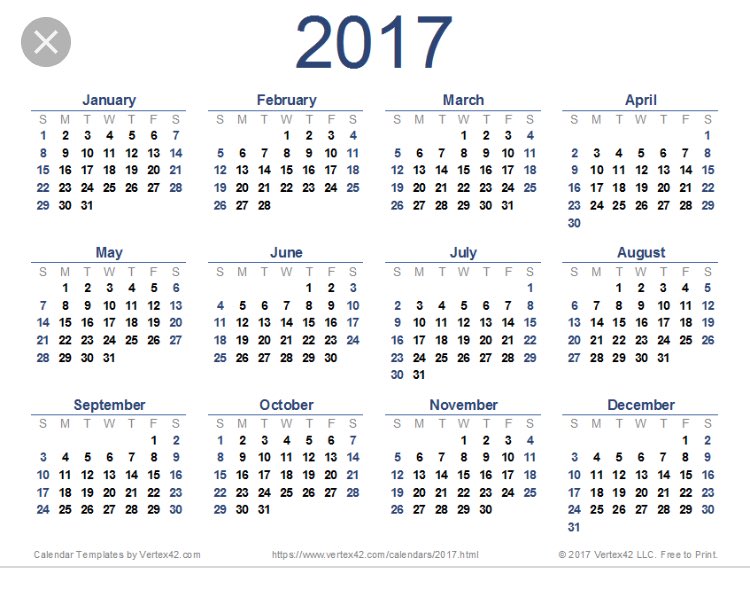 2017
January February March April
S M T W T F S S M T W T F S S M T W T F S S M T W T F S
1 2 3 4 5 6 7 1 2 3 4 1 2 3 4 1
8 9 10 11 12 13 14 5 6 7 8 9 10 11 5 6 7 8 9 10 11 2 3 4 5 6 7 8
15 16 17 18 19 20 21 12 13 14 15 16 17 18 12 13 14 15 16 17 18 9 10 11 12 13 14 15
22 23 24 25 26 27 28 19 20 21 22 23 24 25 19 20 21 22 23 24 25 16 17 18 19 20 21 22
29 30 31 26 27 28 26 27 28 29 30 31 23 24 25 26 27 28 29
30
May June July August
S M T W T F S S M T W T F S S M T W T F S S M T W T F S
1 2 3 4 5 6 1 2 3 1 1 2 3 4 5
7 8 9 10 11 12 13 4 5 6 7 8 9 10 2 3 4 5 6 7 8 6 7 8 9 10 11 12
14 15 16 17 18 19 20 11 12 13 14 15 16 17 9 10 11 12 13 14 15 13 14 15 16 17 18 19
21 22 23 24 25 26 27 18 19 20 21 22 23 24 16 17 18 19 20 21 22 20 21 22 23 24 25 26
28 29 30 31 25 26 27 28 29 30 23 24 25 26 27 28 29 27 28 29 30 31
30 31
September October November December
S M T W T F S S M T W T F S S M T W T F S S M T W T F S
1 2 1 2 3 4 5 6 7 1 2 3 4 1 2
3 4 5 6 7 8 9 8 9 10 11 12 13 14 5 6 7 8 9 10 11 3 4 5 6 7 8 9
10 11 12 13 14 15 16 15 16 17 18 19 20 21 12 13 14 15 16 17 18 10 11 12 13 14 15 16
17 18 19 20 21 22 23 22 23 24 25 26 27 28 19 20 21 22 23 24 25 17 18 19 20 21 22 23
24 25 26 27 28 29 30 29 30 31 26 27 28 29 30 24 25 26 27 28 29 30
31
Calendar Templates by Vertex42.com https://www.vertex42.com/calendars/2017.html © 2017 Vertex42 LLC. Free to Print.